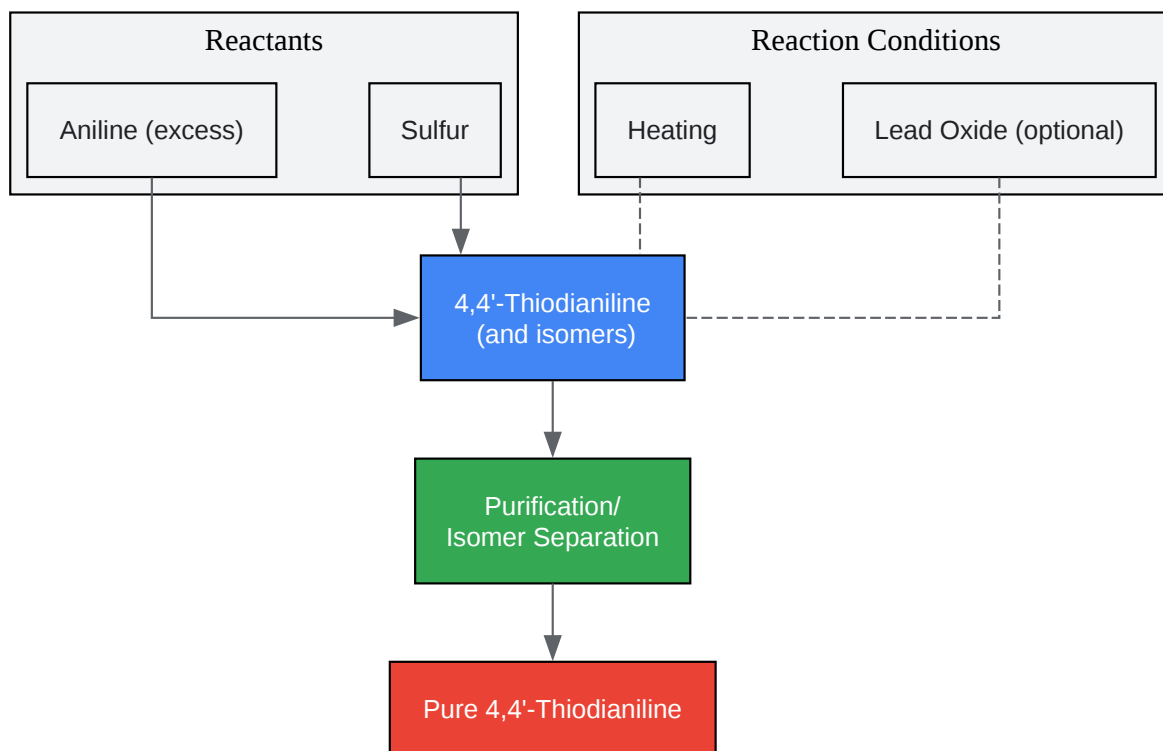 Reactants
Reaction Conditions
Aniline (excess)
Sulfur
Heating
Lead Oxide (optional)
4,4'-Thiodianiline
(and isomers)
Purification/
Isomer Separation
Pure 4,4'-Thiodianiline